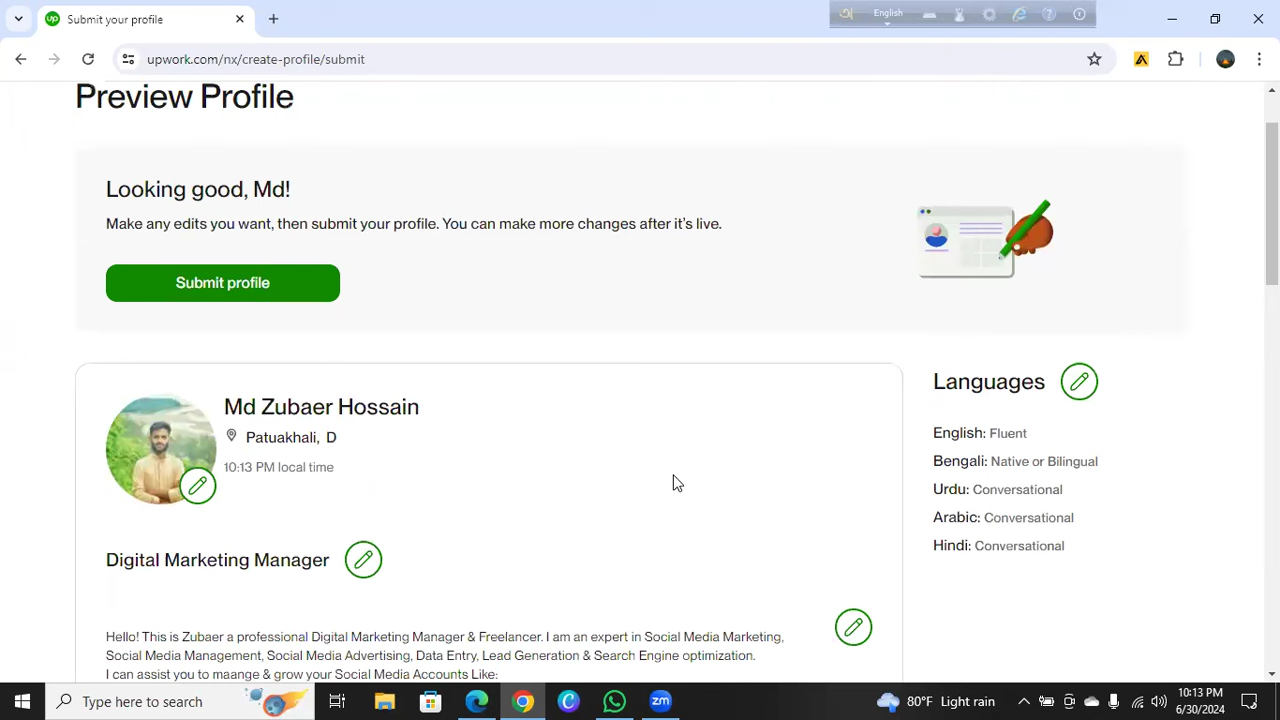 Submit your profile
English
upwork.com/nx/create-profile/submit
Preview Profile
Looking good, Md!
Make any edits you want, then submit your profile. You can make more changes after it's live.
Submit profile
Md Zubaer Hossain
Patuakhali, D
10:13 PM local time
Digital Marketing Manager
Hello! This is Zubaer a professional Digital Marketing Manager & Freelancer. I am an expert in Social Media Marketing,
Social Media Management, Social Media Advertising, Data Entry, Lead Generation & Search Engine optimization.
I can assist you to maange & grow your Social Media Accounts Like:
Languages
English: Fluent
Bengali: Native or Bilingual
Urdu: Conversational
Arabic: Conversational
Hindi: Conversational
Type here to search
80°F Light rain
10:13 PM
6/30/2024